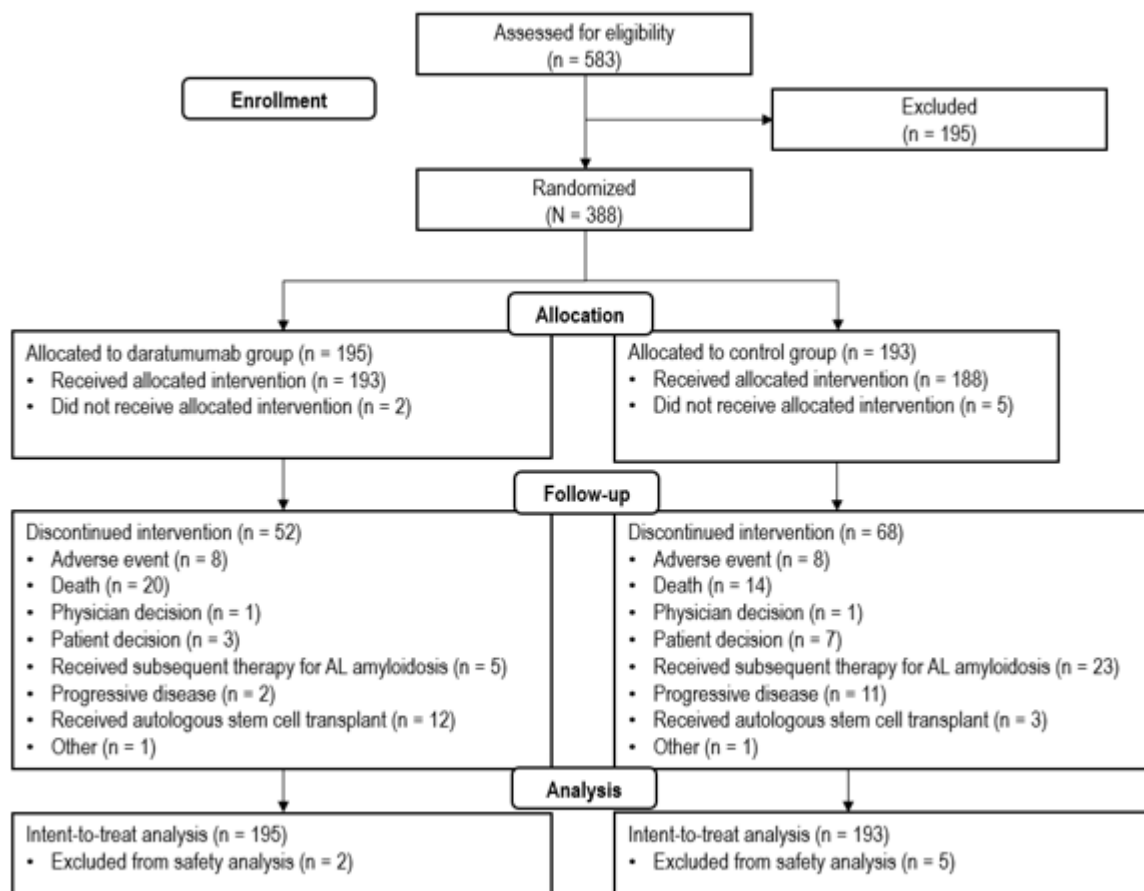 Assessed for eligibility
(n = 583)
Enrollment
Excluded
(n = 195)
Randomized
(N = 388)
Allocation
Allocated to daratumumab group (n = 195)
• Received allocated intervention (n = 193)
• Did not receive allocated intervention (n = 2)
Allocated to control group (n = 193)
• Received allocated intervention (n = 188)
• Did not receive allocated intervention (n = 5)
Follow-up
Discontinued intervention (n = 52)
• Adverse event (n = 8)
• Death (n = 20)
• Physician decision (n = 1)
• Patient decision (n = 3)
• Received subsequent therapy for AL amyloidosis (n = 5)
• Progressive disease (n = 2)
• Received autologous stem cell transplant (n = 12)
• Other (n = 1)
Discontinued intervention (n = 68)
• Adverse event (n = 8)
• Death (n = 14)
• Physician decision (n = 1)
• Patient decision (n = 7)
• Received subsequent therapy for AL amyloidosis (n = 23)
• Progressive disease (n = 11)
• Received autologous stem cell transplant (n = 3)
• Other (n = 1)
Analysis
Intent-to-treat analysis (n = 195)
• Excluded from safety analysis (n = 2)
Intent-to-treat analysis (n = 193)
• Excluded from safety analysis (n = 5)